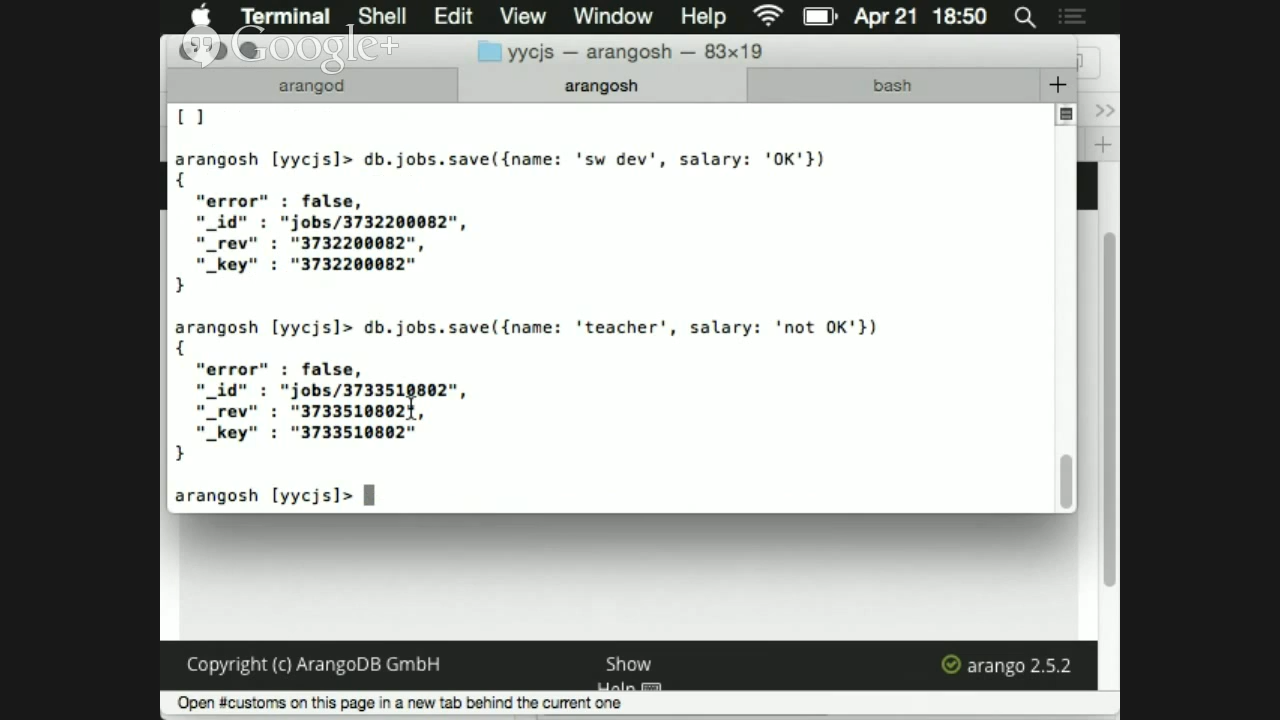 Terminal Shell Edit View Window Help Apr 21 18:50
Google+
yycjs — arangosh — 83×19
arangod arangosh bash +
[ ]
arangosh [yycjs]> db.jobs.save({name: 'sw dev', salary: 'OK'})
{
"error" : false,
"_id" : "jobs/3732200082",
"_rev" : "3732200082",
"_key" : "3732200082"
}
arangosh [yycjs]> db.jobs.save({name: 'teacher', salary: 'not OK'})
{
"error" : false,
"_id" : "jobs/3733510802",
"_rev" : "3733510802",
"_key" : "3733510802"
}
arangosh [yycjs]>
Copyright (c) ArangoDB GmbH Show arango 2.5.2
Help
Open #customs on this page in a new tab behind the current one